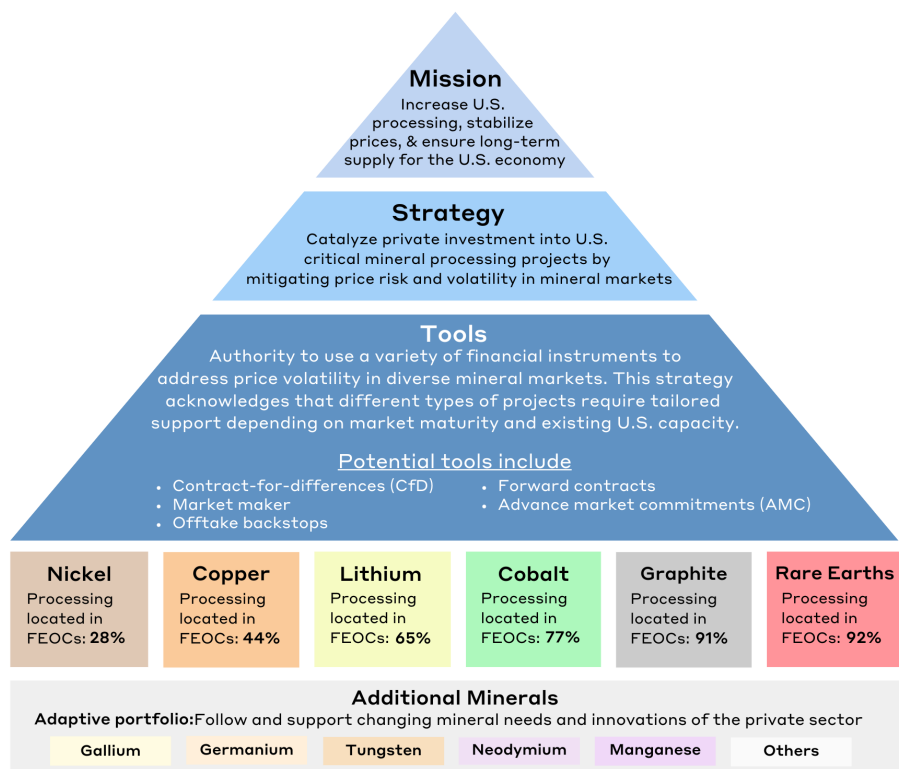 Mission
Increase U.S.
processing, stabilize
prices, & ensure long-term
supply for the U.S. economy
Strategy
Catalyze private investment into U.S.
critical mineral processing projects by
mitigating price risk and volatility in mineral markets
Tools
Authority to use a variety of financial instruments to
address price volatility in diverse mineral markets. This strategy
acknowledges that different types of projects require tailored
support depending on market maturity and existing U.S. capacity.
Potential tools include
• Contract-for-differences (CfD)
• Market maker
• Offtake backstops
• Forward contracts
• Advance market commitments (AMC)
Nickel
Processing
located in
FEOCs: 28%
Copper
Processing
located in
FEOCs: 44%
Lithium
Processing
located in
FEOCs: 65%
Cobalt
Processing
located in
FEOCs: 77%
Graphite
Processing
located in
FEOCs: 91%
Rare Earths
Processing
located in
FEOCs: 92%
Additional Minerals
Adaptive portfolio:Follow and support changing mineral needs and innovations of the private sector
Gallium
Germanium
Tungsten
Neodymium
Manganese
Others